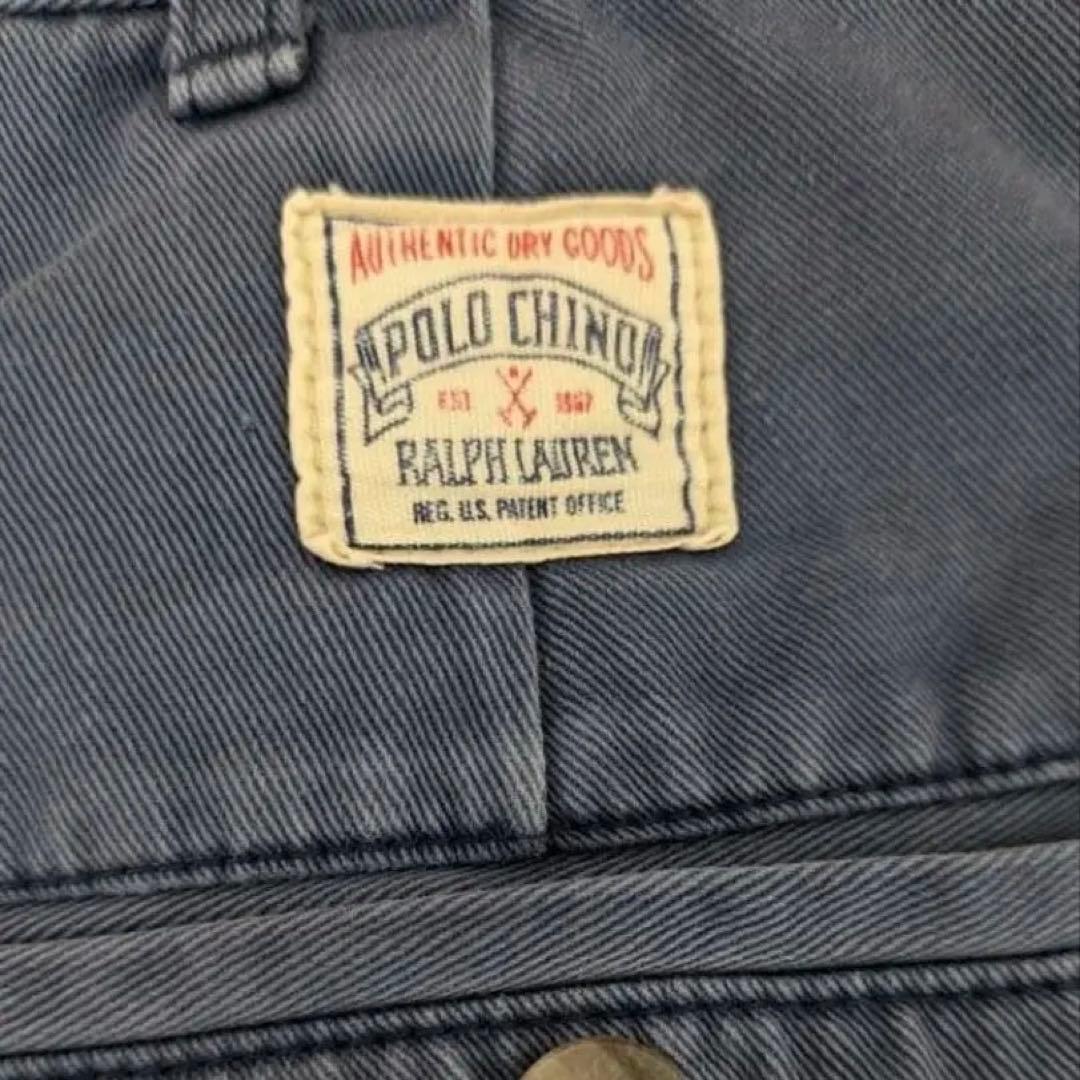 AUTHENTIC DRY GOODS
POLO CHINO
EST 1967
RALPH LAUREN
REG. U.S. PATENT OFFICE